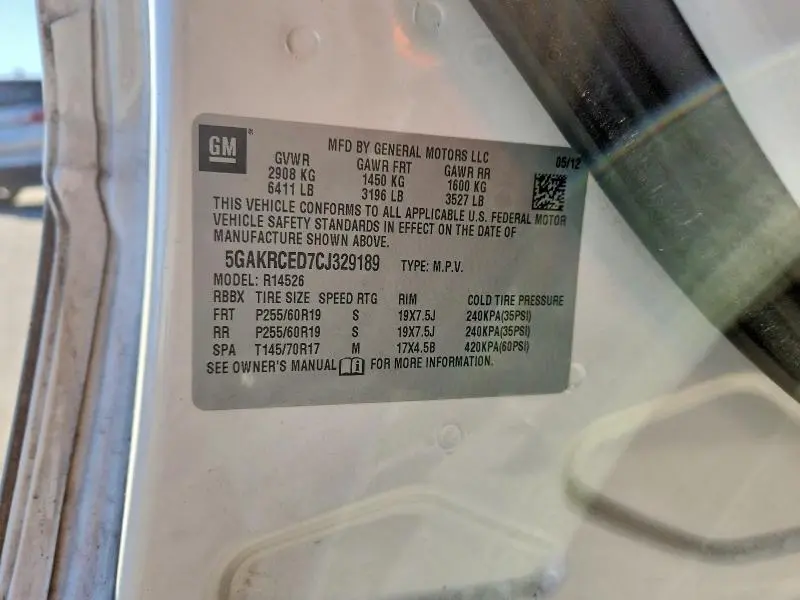 GM®
MFD BY GENERAL MOTORS LLC 05/12
GVWR GAWR FRT GAWR RR
2908 KG 1450 KG 1600 KG
6411 LB 3196 LB 3527 LB
THIS VEHICLE CONFORMS TO ALL APPLICABLE U.S. FEDERAL MOTOR
VEHICLE SAFETY STANDARDS IN EFFECT ON THE DATE OF
MANUFACTURE SHOWN ABOVE.
5GAKRCED7CJ329189 TYPE: M.P.V.
MODEL: R14526
RBBX TIRE SIZE SPEED RTG RIM COLD TIRE PRESSURE
FRT P255/60R19 S 19X7.5J 240KPA(35PSI)
RR P255/60R19 S 19X7.5J 240KPA(35PSI)
SPA T145/70R17 M 17X4.5B 420KPA(60PSI)
SEE OWNER'S MANUAL FOR MORE INFORMATION.